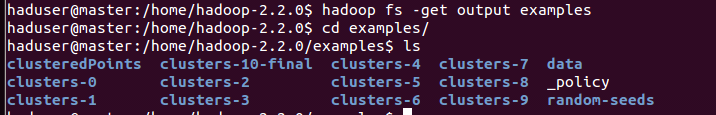 haduser@master:/home/hadoop-2.2.0$ hadoop fs -get output examples
haduser@master:/home/hadoop-2.2.0$ cd examples/
haduser@master:/home/hadoop-2.2.0/examples$ ls
clusteredPoints  clusters-10-final  clusters-4  clusters-7  data
clusters-0       clusters-2         clusters-5  clusters-8  _policy
clusters-1       clusters-3         clusters-6  clusters-9  random-seeds